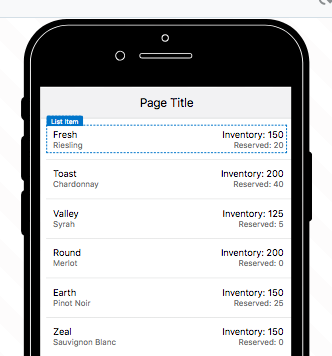 Page Title
List Item
Fresh Inventory: 150
Riesling Reserved: 20
Toast Inventory: 200
Chardonnay Reserved: 40
Valley Inventory: 125
Syrah Reserved: 5
Round Inventory: 200
Merlot Reserved: 0
Earth Inventory: 150
Pinot Noir Reserved: 25
Zeal Inventory: 150
Sauvignon Blanc Reserved: 0